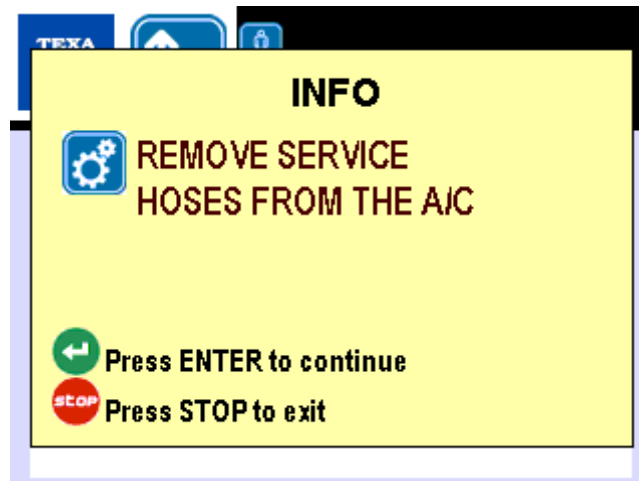 TEXA
INFO
REMOVE SERVICE
HOSES FROM THE A/C
Press ENTER to continue
stop Press STOP to exit